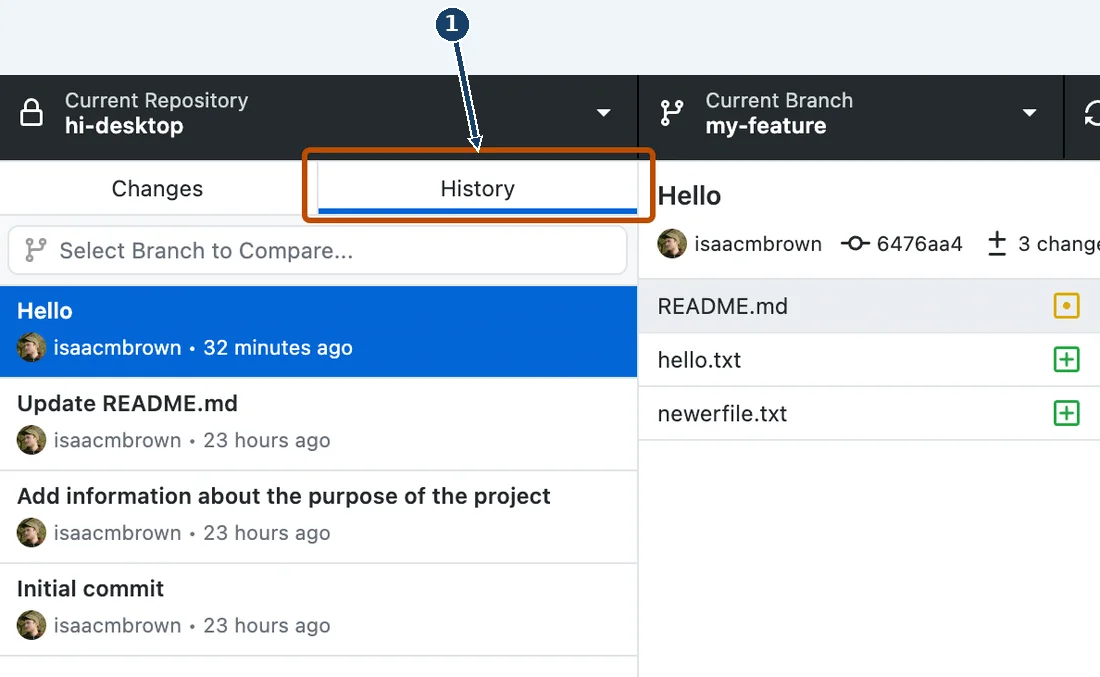 1
Current Repository
hi-desktop
Current Branch
my-feature
Changes
History
Select Branch to Compare...
Hello
isaacmbrown • 32 minutes ago
Update README.md
isaacmbrown • 23 hours ago
Add information about the purpose of the project
isaacmbrown • 23 hours ago
Initial commit
isaacmbrown • 23 hours ago
Hello
isaacmbrown 6476aa4 3 change
README.md
hello.txt
newerfile.txt